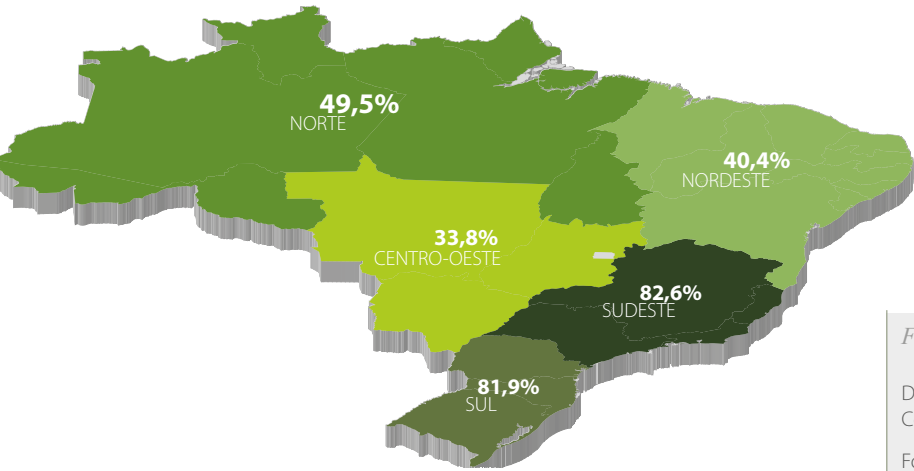 49,5%
NORTE
40,4%
NORDESTE
33,8%
CENTRO-OESTE
82,6%
SUDESTE
81,9%
SUL